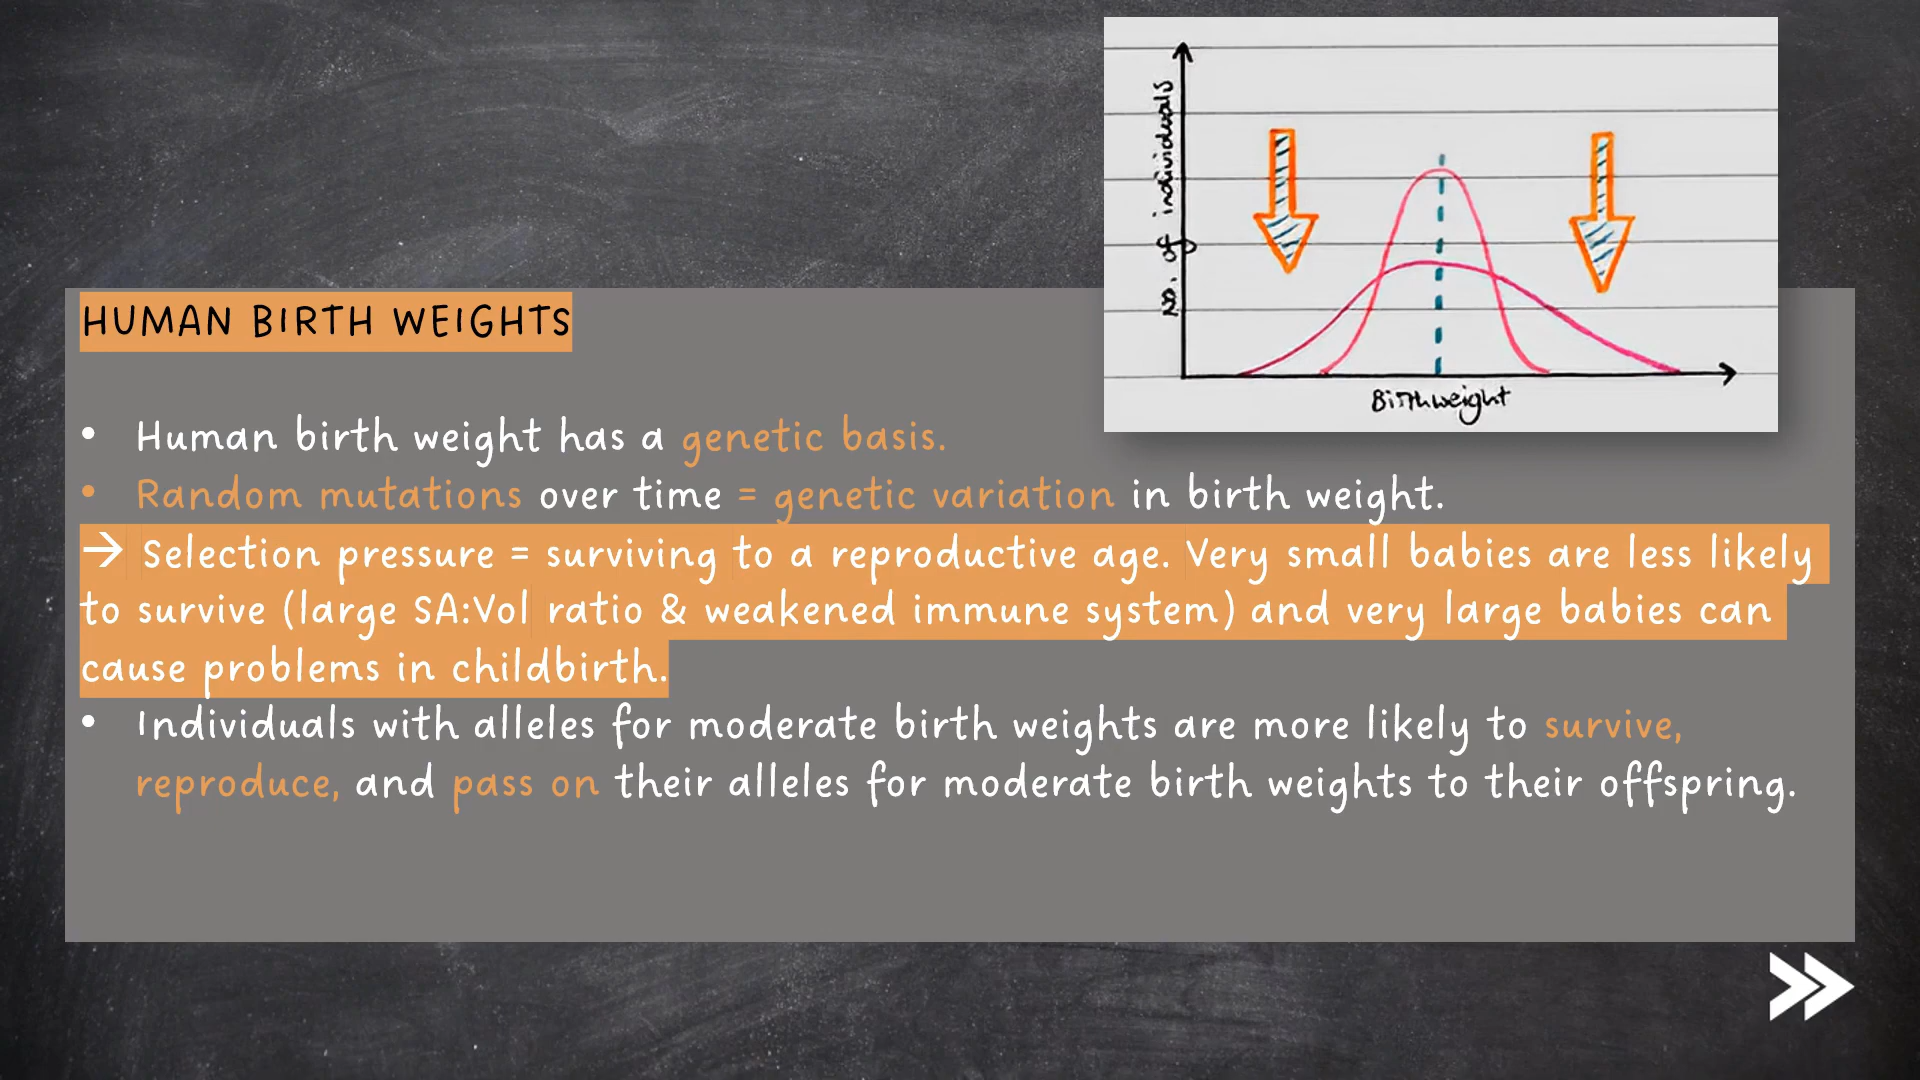 No. of individuals
Birthweight
HUMAN BIRTH WEIGHTS
• Human birth weight has a genetic basis.
• Random mutations over time = genetic variation in birth weight.
→ Selection pressure = surviving to a reproductive age. Very small babies are less likely
to survive (large SA:Vol ratio & weakened immune system) and very large babies can
cause problems in childbirth.
• Individuals with alleles for moderate birth weights are more likely to survive,
reproduce, and pass on their alleles for moderate birth weights to their offspring.